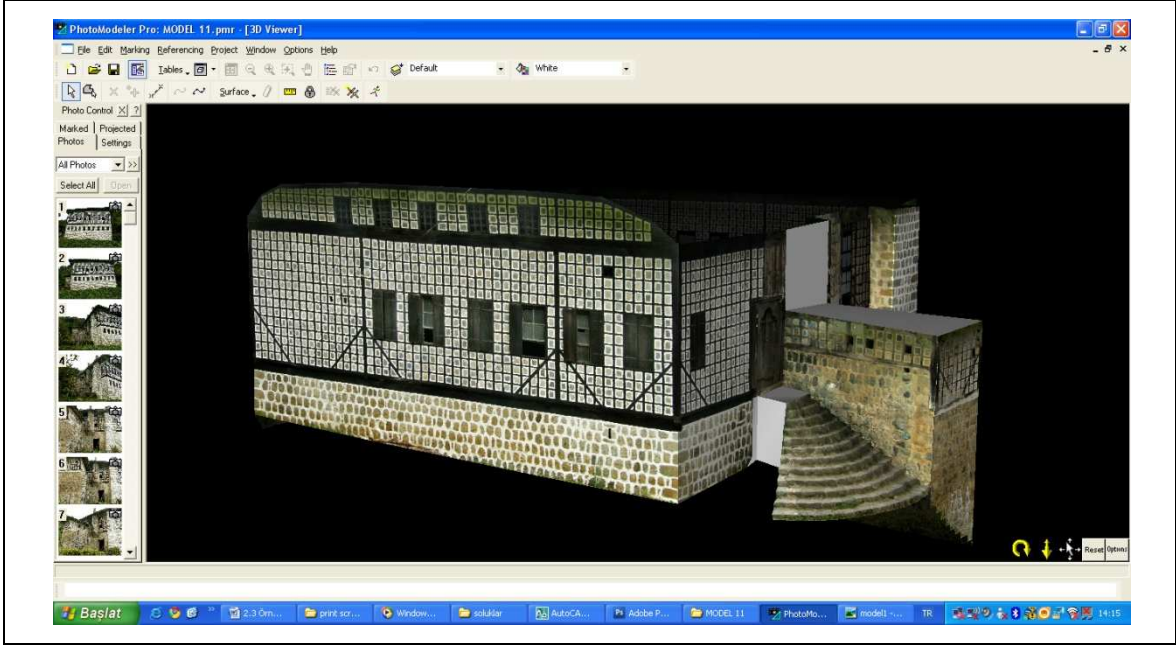 PhotoModeler Pro: MODEL 11.pmr - [3D Viewer]
File Edit Marking Referencing Project Window Options Help
Tables Default White
Surface
Photo Control
Marked Projected
Photos Settings
All Photos >>
Select All Open
1
2
3
4
5
6
7
Reset Options
Başlat 2.3 Örn... print scr... Window... soluklar AutoCA... Adobe P... MODEL 11 PhotoMo... model1 -... TR 14:15